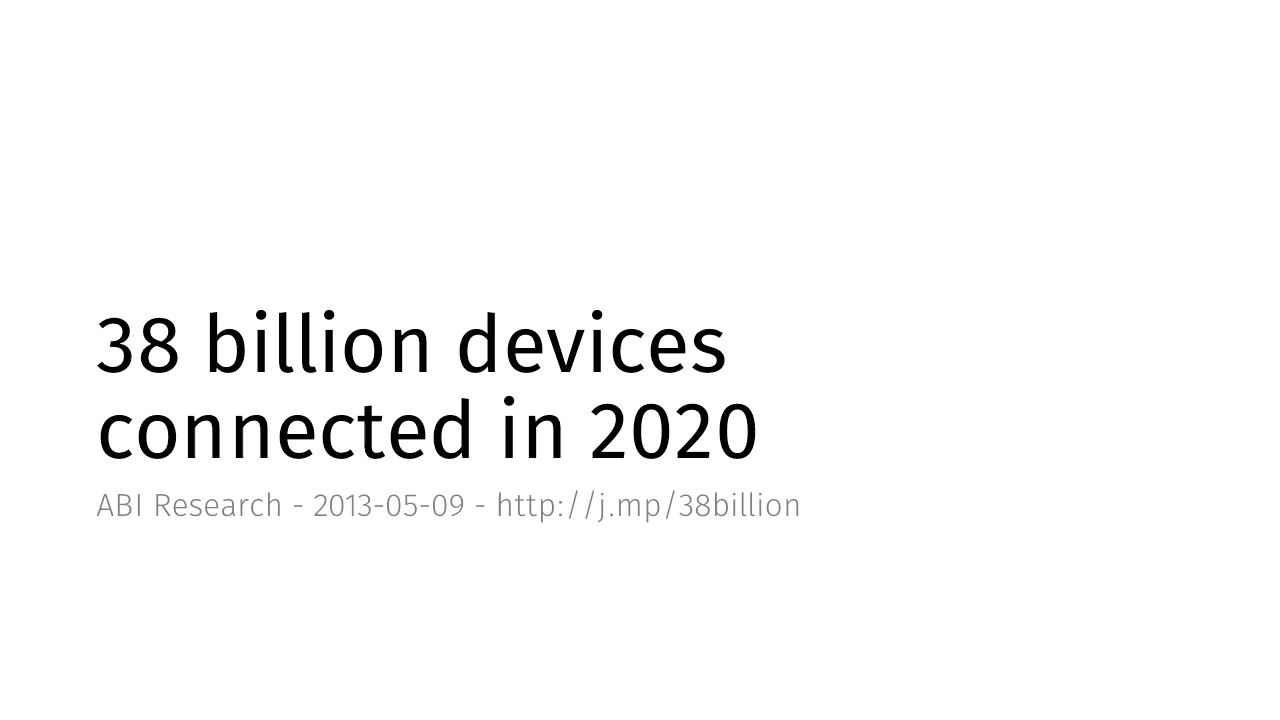 38 billion devices
connected in 2020
ABI Research - 2013-05-09 - http://j.mp/38billion